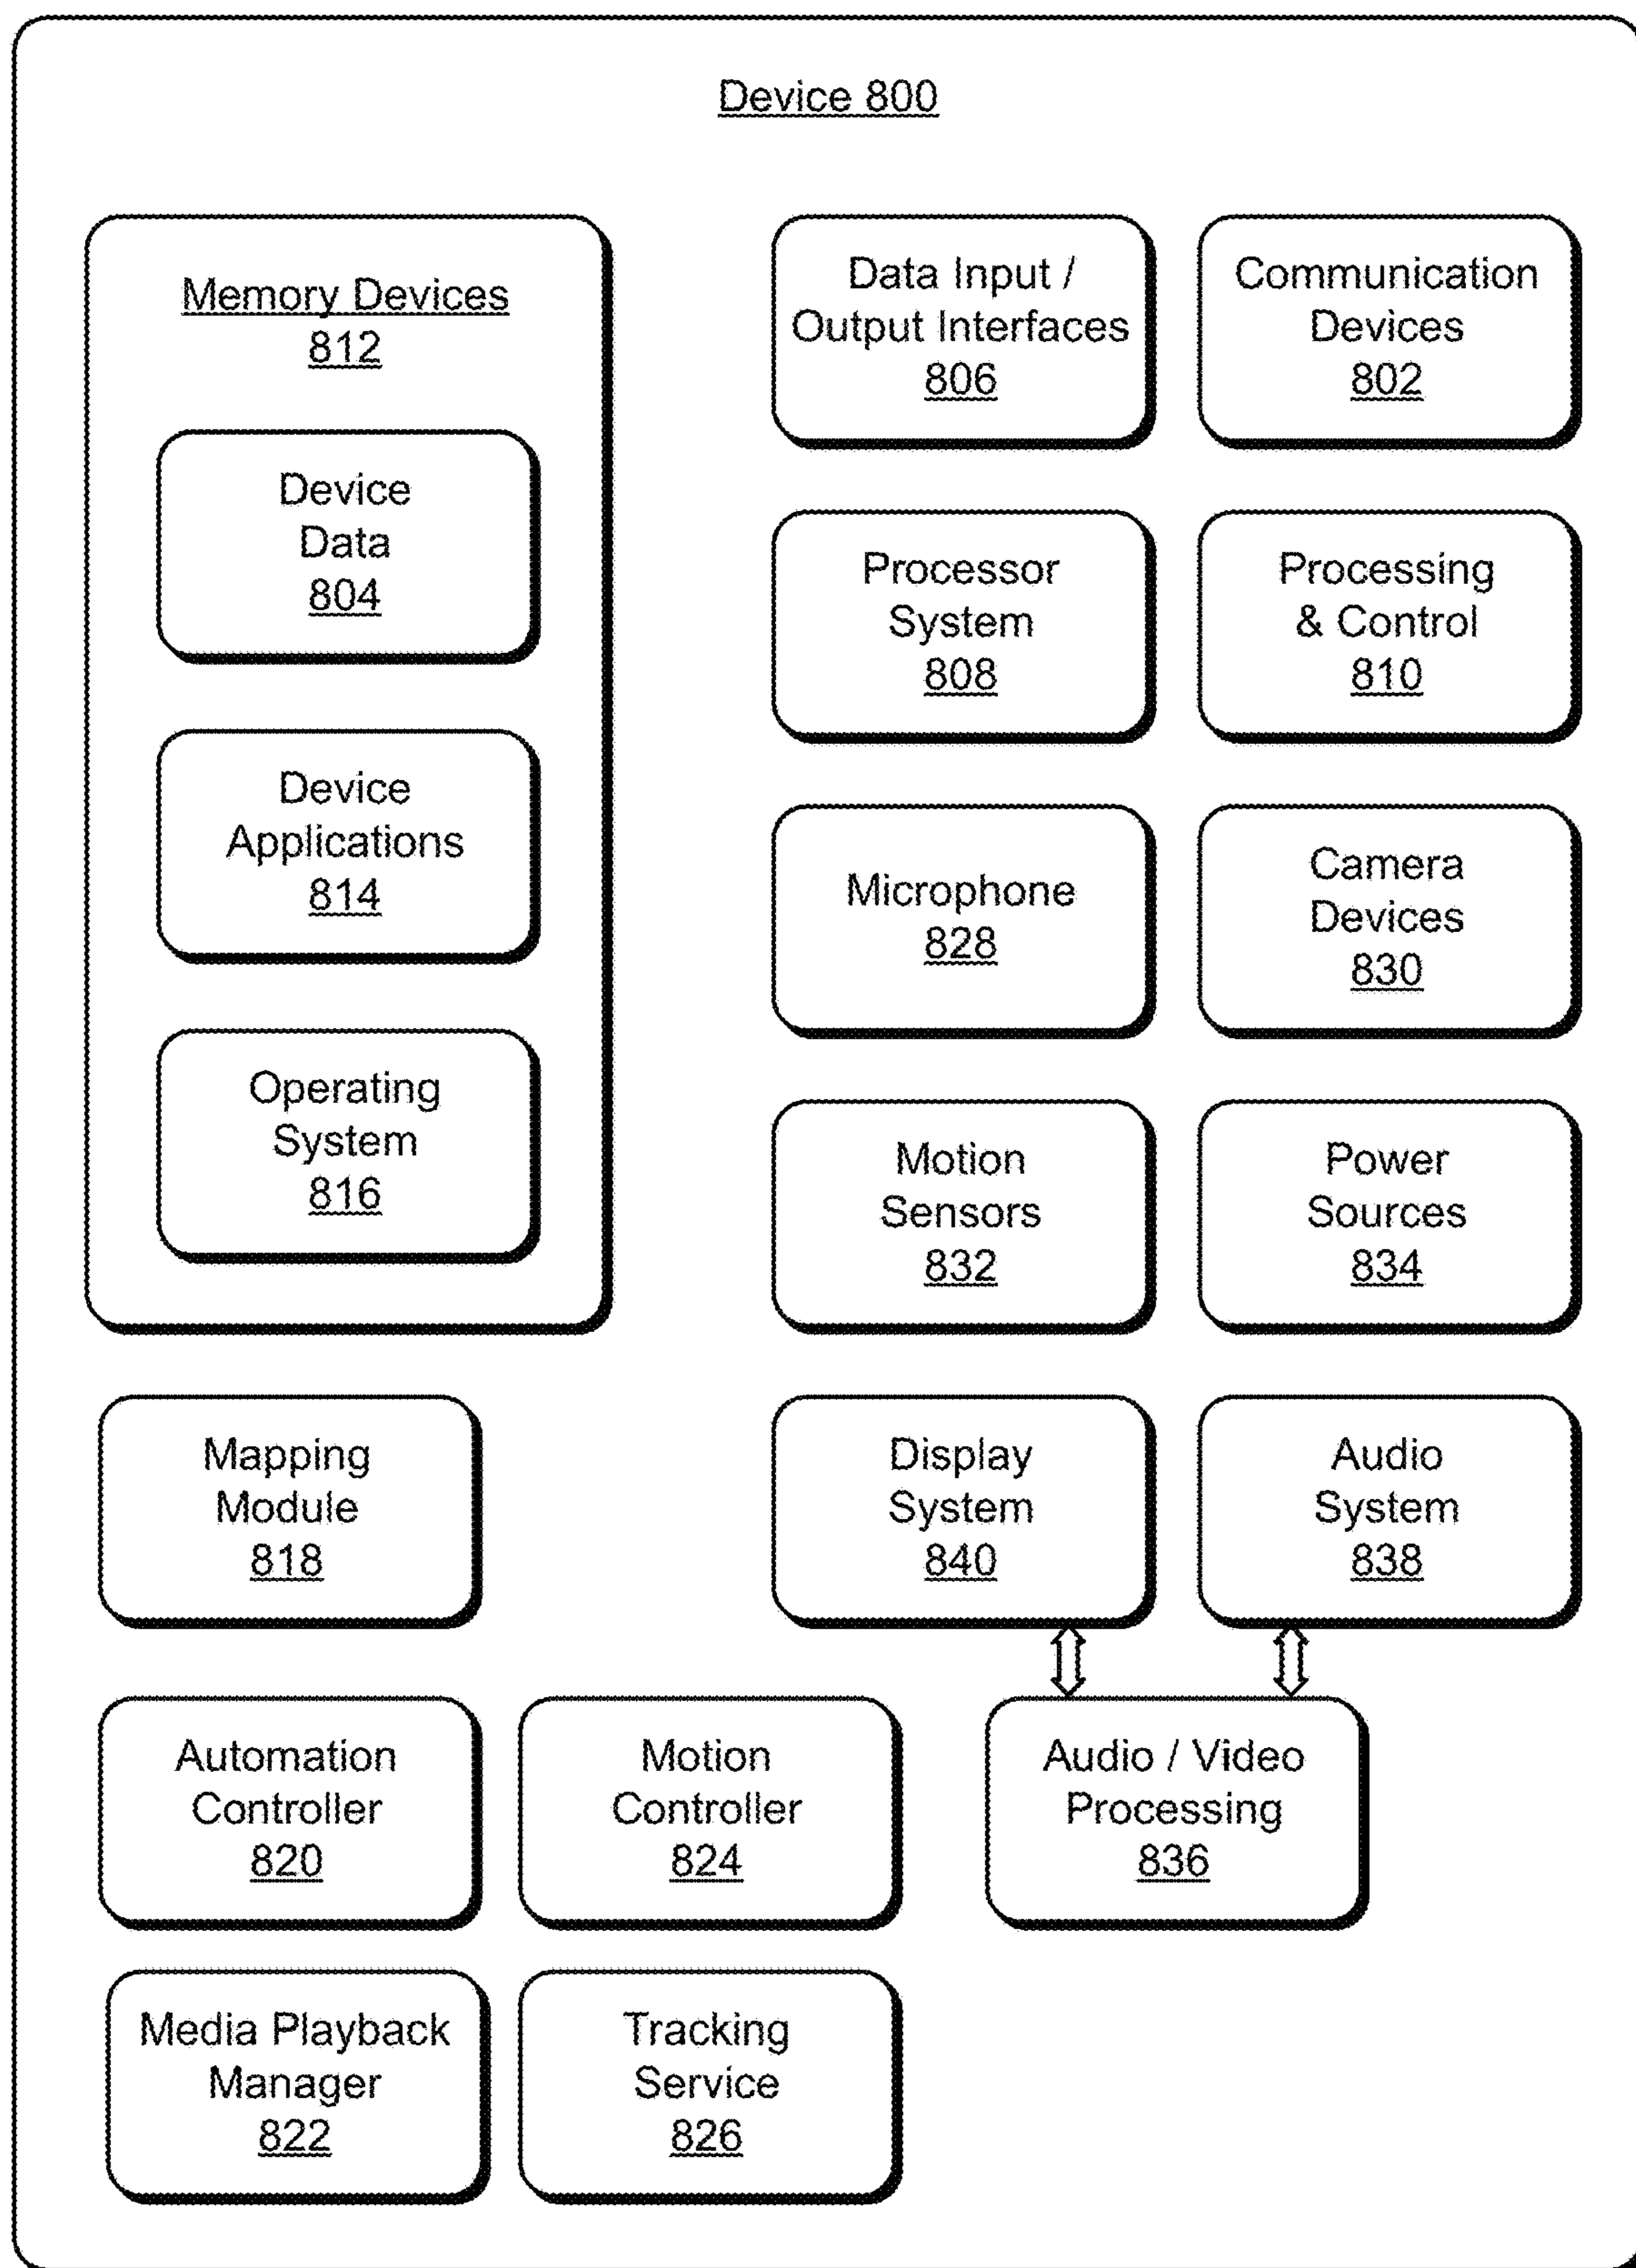 Device 800
Memory Devices
812
Device
Data
804
Device
Applications
814
Operating
System
816
Data Input /
Output Interfaces
806
Communication
Devices
802
Processor
System
808
Processing
& Control
810
Microphone
828
Camera
Devices
830
Motion
Sensors
832
Power
Sources
834
Mapping
Module
818
Display
System
840
Audio
System
838
Automation
Controller
820
Motion
Controller
824
Audio / Video
Processing
836
Media Playback
Manager
822
Tracking
Service
826